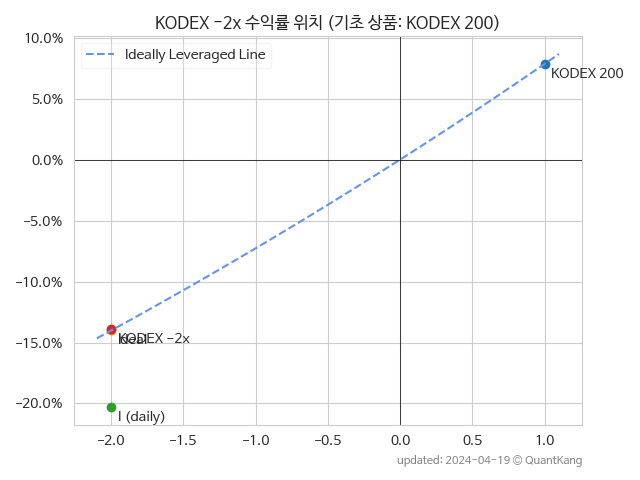 KODEX -2x 수익률 위치 (기초 상품: KODEX 200)
Ideally Leveraged Line
10.0%
5.0%
0.0%
-5.0%
-10.0%
-15.0%
-20.0%
KODEX 200
KODEX -2x
I (daily)
-2.0
-1.5
-1.0
-0.5
0.0
0.5
1.0
updated: 2024-04-19 © QuantKang